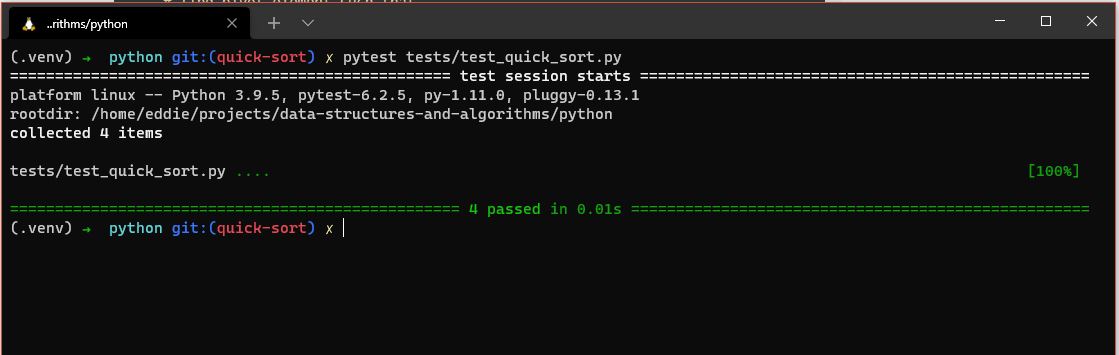 ..rithms/python
(.venv) → python git:(quick-sort) ✗ pytest tests/test_quick_sort.py
================================================= test session starts ==================================================
platform linux -- Python 3.9.5, pytest-6.2.5, py-1.11.0, pluggy-0.13.1
rootdir: /home/eddie/projects/data-structures-and-algorithms/python
collected 4 items
tests/test_quick_sort.py .... [100%]
================================================== 4 passed in 0.01s ===================================================
(.venv) → python git:(quick-sort) ✗